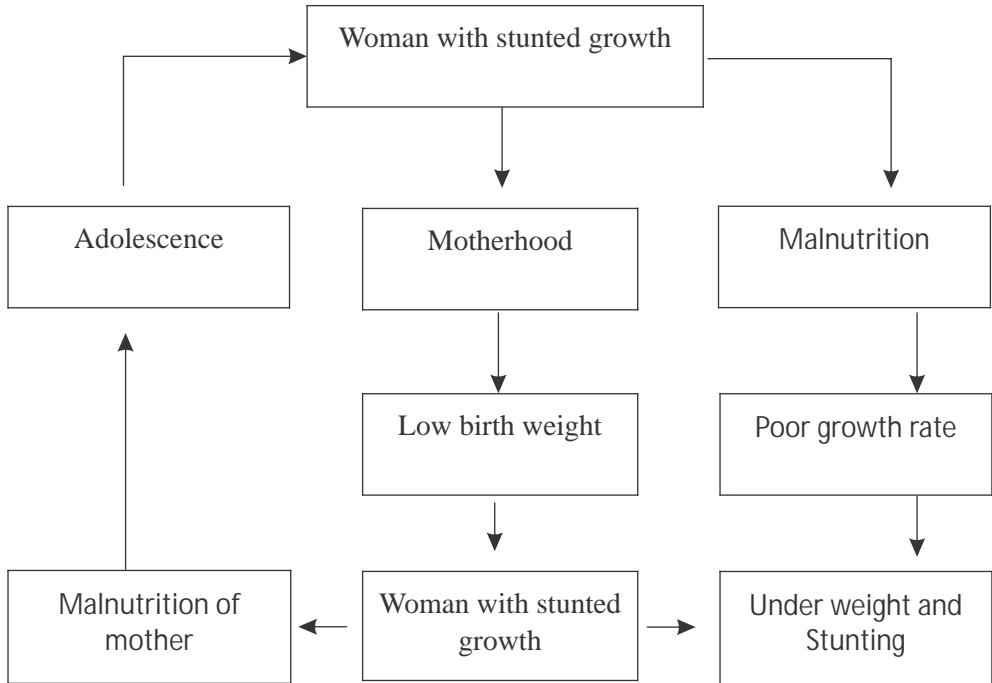 Woman with stunted growth
Adolescence
Motherhood
Malnutrition
Low birth weight
Poor growth rate
Malnutrition of
mother
Woman with stunted
growth
Under weight and
Stunting